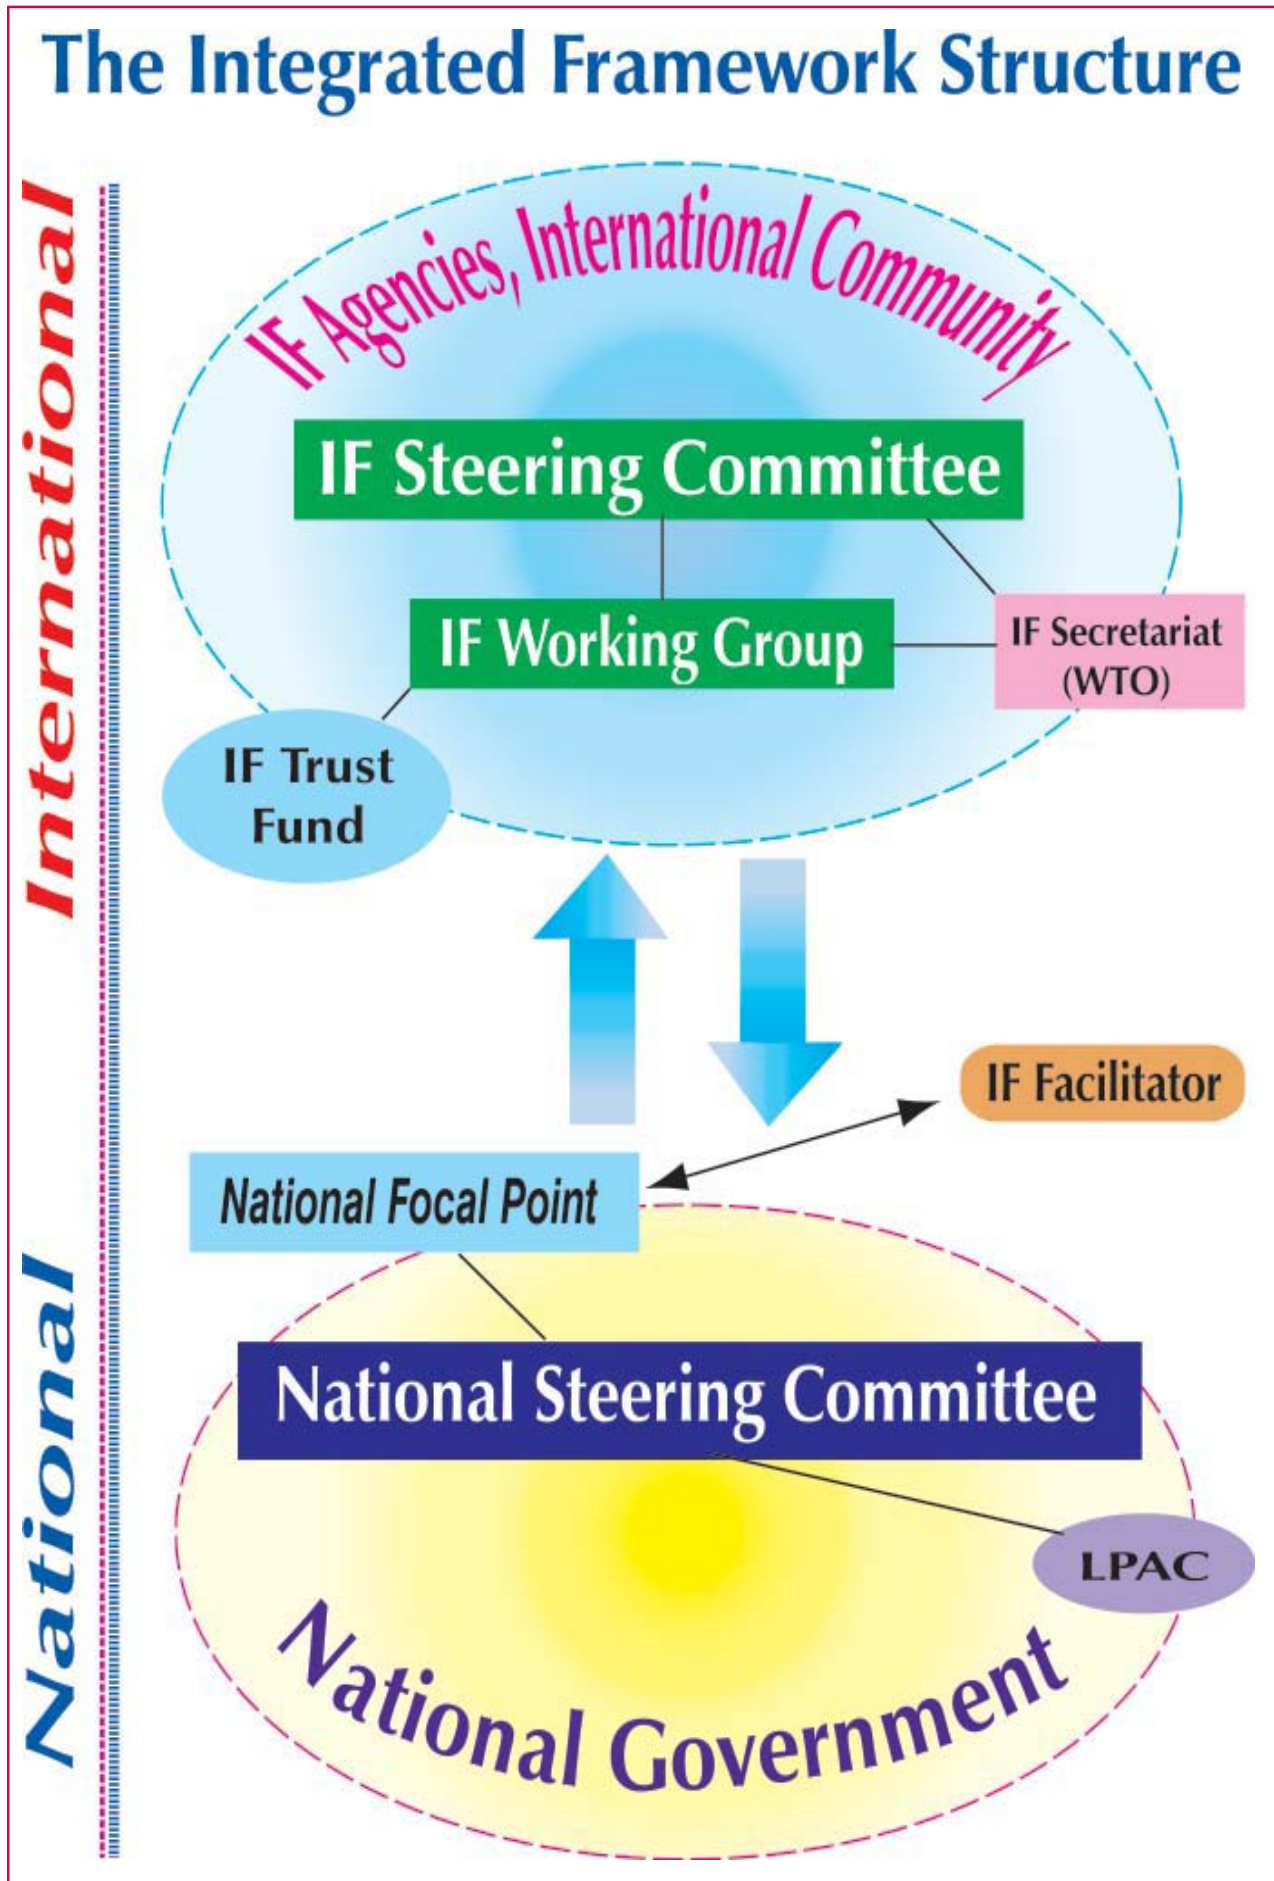 The Integrated Framework Structure
International
IF Agencies, International Community
IF Steering Committee
IF Working Group
IF Secretariat
(WTO)
IF Trust
Fund
IF Facilitator
National Focal Point
National
National Steering Committee
LPAC
National Government